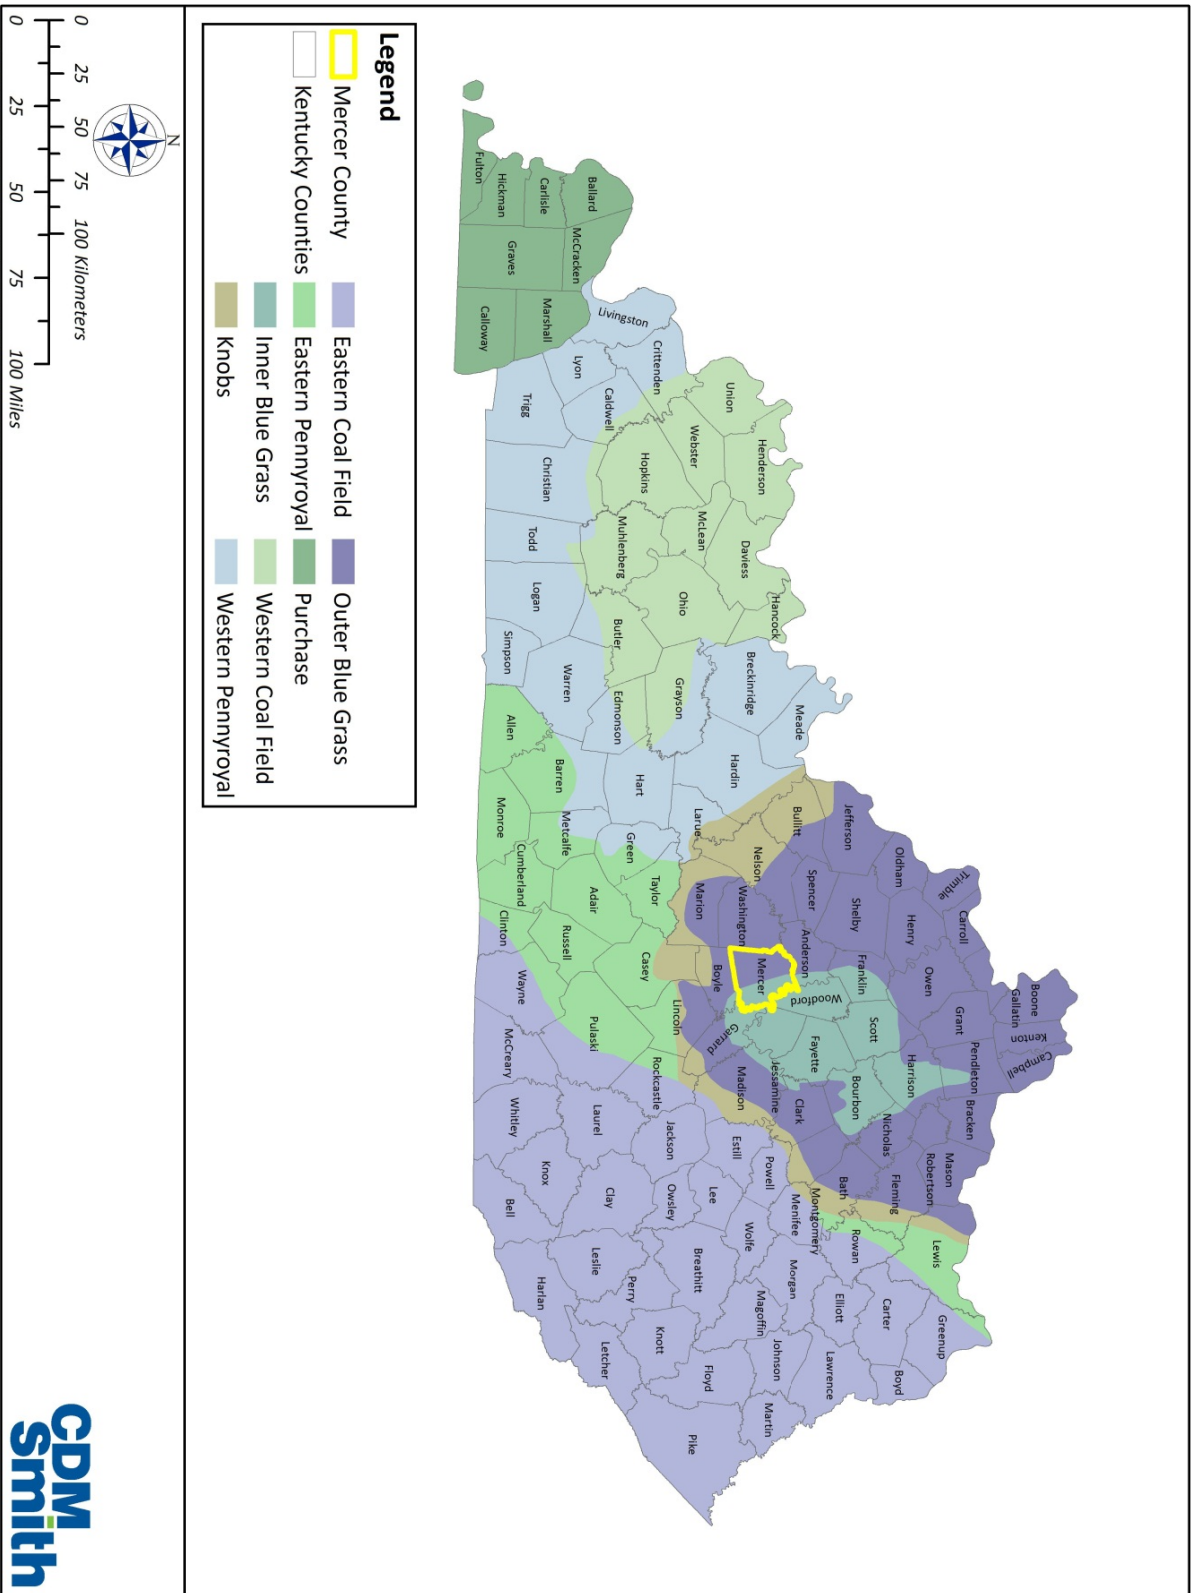 Boone
Gallatin
Kenton
Campbell
Trimble
Carroll
Grant
Pendleton
Bracken
Oldham
Henry
Owen
Mason
Robertson
Lewis
Greenup
Jefferson
Shelby
Franklin
Scott
Harrison
Nicholas
Fleming
Carter
Boyd
Spencer
Anderson
Woodford
Fayette
Bourbon
Bath
Rowan
Elliott
Lawrence
Bullitt
Meade
Hancock
Henderson
Union
Daviess
Webster
McLean
Breckinridge
Hardin
Nelson
Washington
Mercer
Jessamine
Clark
Montgomery
Menifee
Morgan
Johnson
Martin
Powell
Magoffin
Wolfe
Madison
Garrard
Boyle
Marion
Larue
Grayson
Ohio
Hopkins
Crittenden
Livingston
Estill
Lee
Breathitt
Floyd
Pike
Lincoln
Casey
Taylor
Green
Hart
Edmonson
Butler
Muhlenberg
Caldwell
Lyon
Rockcastle
Jackson
Owsley
Knott
Perry
Ballard
McCracken
Carlisle
Hickman
Fulton
Graves
Marshall
Calloway
Trigg
Christian
Todd
Logan
Simpson
Warren
Allen
Barren
Metcalfe
Monroe
Cumberland
Adair
Russell
Clinton
Wayne
Pulaski
McCreary
Laurel
Whitley
Knox
Clay
Bell
Leslie
Harlan
Letcher
Legend
Mercer County
Kentucky Counties
Eastern Coal Field
Eastern Pennyroyal
Inner Blue Grass
Knobs
Outer Blue Grass
Purchase
Western Coal Field
Western Pennyroyal
N
0 25 50 75 100 Kilometers
0 25 50 75 100 Miles
CDM
Smith